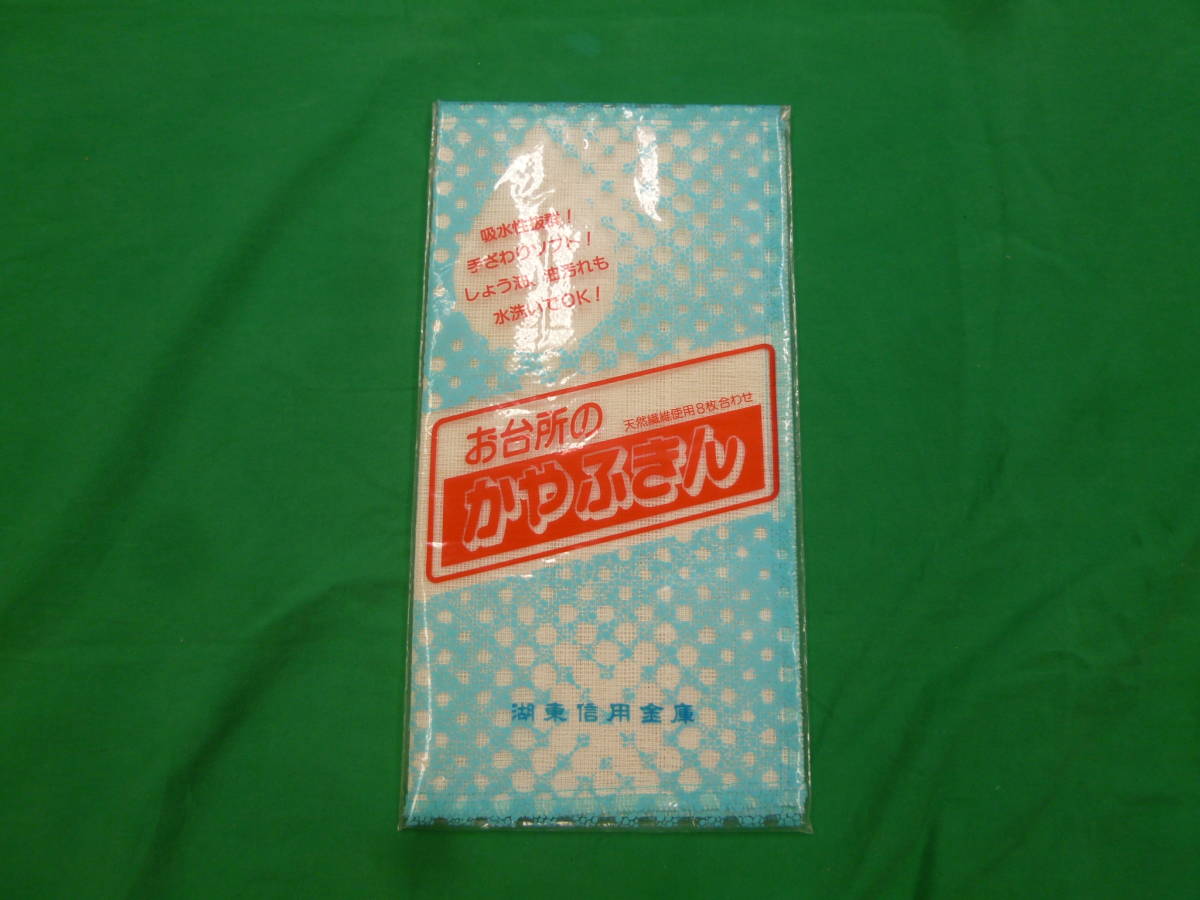 吸水性抜群!
手ざわりソフト!
しょう油、油汚れも
水洗いでOK!
お台所の
天然繊維使用8枚合わせ
かやふきん
湖東信用金庫